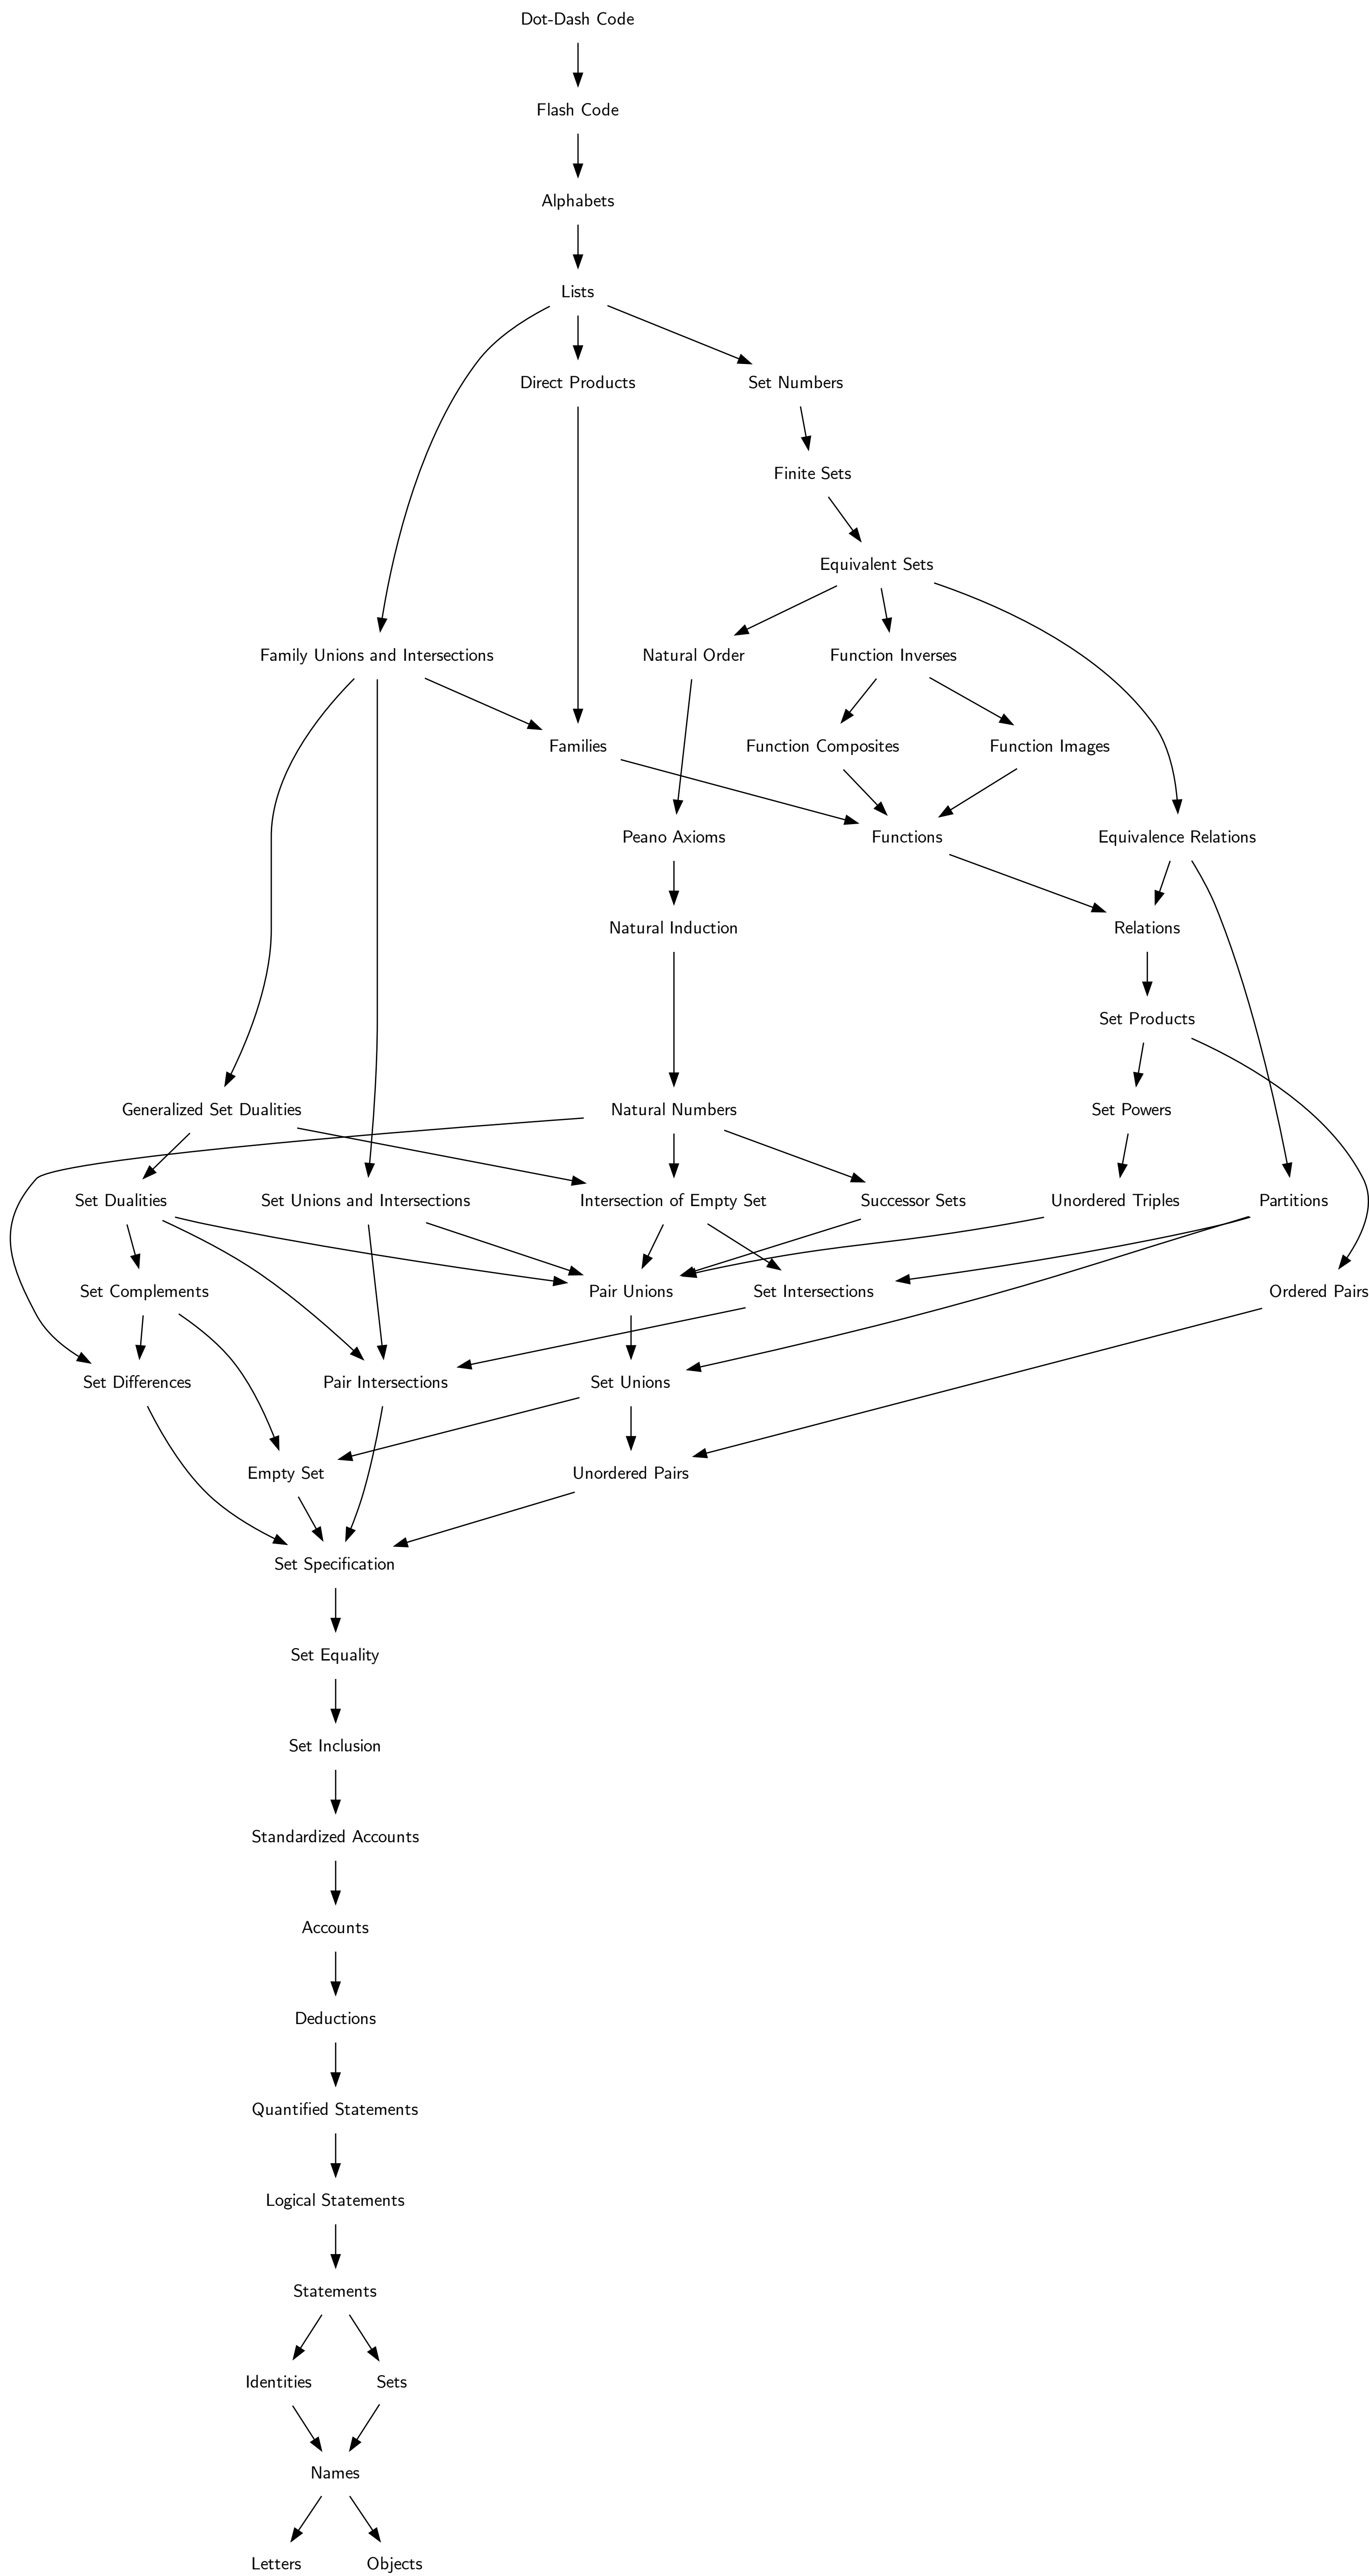 Dot-Dash Code
Flash Code
Alphabets
Lists
Direct Products
Set Numbers
Finite Sets
Equivalent Sets
Family Unions and Intersections
Natural Order
Function Inverses
Families
Function Composites
Function Images
Peano Axioms
Functions
Equivalence Relations
Natural Induction
Relations
Set Products
Generalized Set Dualities
Natural Numbers
Set Powers
Set Dualities
Set Unions and Intersections
Intersection of Empty Set
Successor Sets
Unordered Triples
Partitions
Set Complements
Pair Unions
Set Intersections
Ordered Pairs
Set Differences
Pair Intersections
Set Unions
Empty Set
Unordered Pairs
Set Specification
Set Equality
Set Inclusion
Standardized Accounts
Accounts
Deductions
Quantified Statements
Logical Statements
Statements
Identities
Sets
Names
Letters
Objects